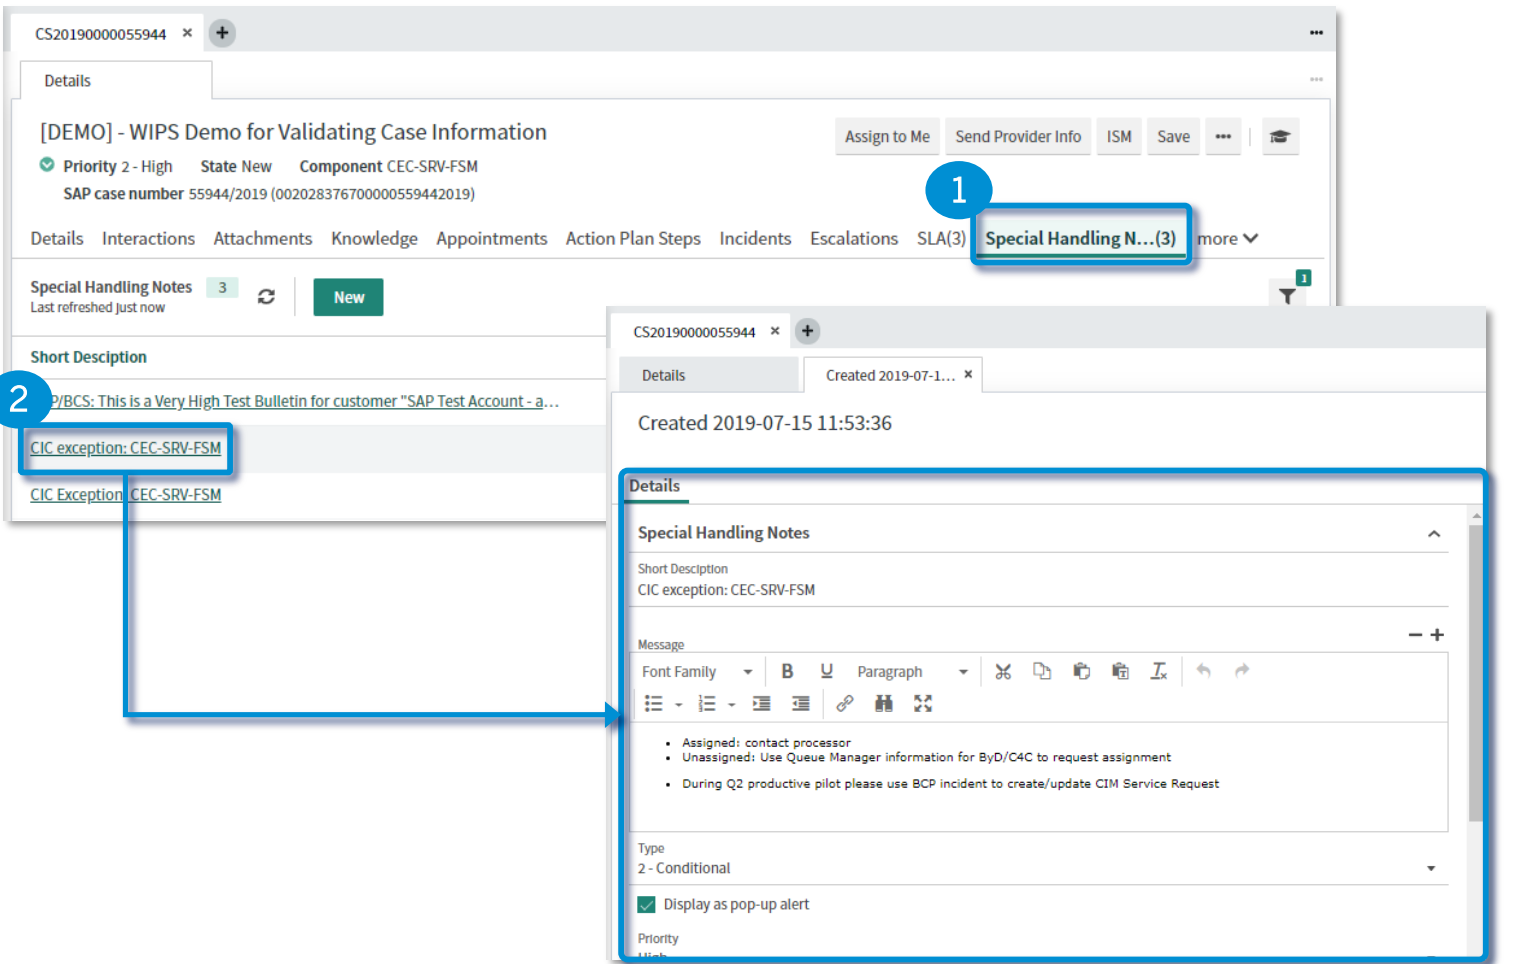 CS20190000055944
Details
[DEMO] - WIPS Demo for Validating Case Information
Assign to Me Send Provider Info ISM Save
Priority 2 - High State New Component CEC-SRV-FSM
SAP case number 55944/2019 (002028376700000559442019)
1
Details Interactions Attachments Knowledge Appointments Action Plan Steps Incidents Escalations SLA(3) Special Handling N...(3) more
Special Handling Notes 3
Last refreshed just now
New
1
Short Desciption
2
P/BCS: This is a Very High Test Bulletin for customer "SAP Test Account - a...
CIC exception: CEC-SRV-FSM
CIC Exception: CEC-SRV-FSM
CS20190000055944
Details Created 2019-07-1...
Created 2019-07-15 11:53:36
Details
Special Handling Notes
Short Desciption
CIC exception: CEC-SRV-FSM
Message
Font Family B U Paragraph
• Assigned: contact processor
• Unassigned: Use Queue Manager information for ByD/C4C to request assignment
• During Q2 productive pilot please use BCP incident to create/update CIM Service Request
Type
2 - Conditional
Display as pop-up alert
Priority
High